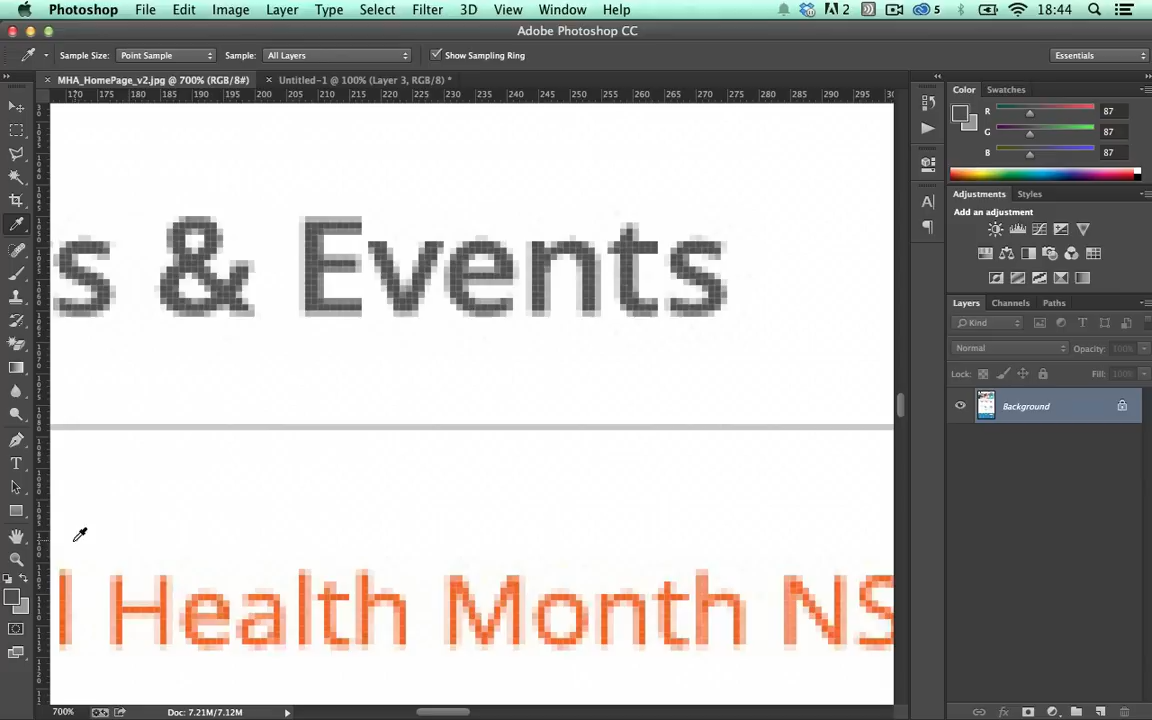 Photoshop File Edit Image Layer Type Select Filter 3D View Window Help 2 5 18:44
Adobe Photoshop CC
Sample Size: Point Sample Sample: All Layers Show Sampling Ring Essentials
MHA_HomePage_v2.jpg @ 700% (RGB/8#) Untitled-1 @ 100% (Layer 3, RGB/8) *
170 175 180 185 190 195 200 205 210 215 220 225 230 235 240 245 250 255 260 265 270 275 280 285 290 295
Color Swatches
R 87
G 87
B 87
Adjustments Styles
Add an adjustment
s & Events
Layers Channels Paths
Kind
Normal Opacity: 100%
Lock: Fill: 100%
Background
l Health Month NS
700% Doc: 7.21M/7.12M